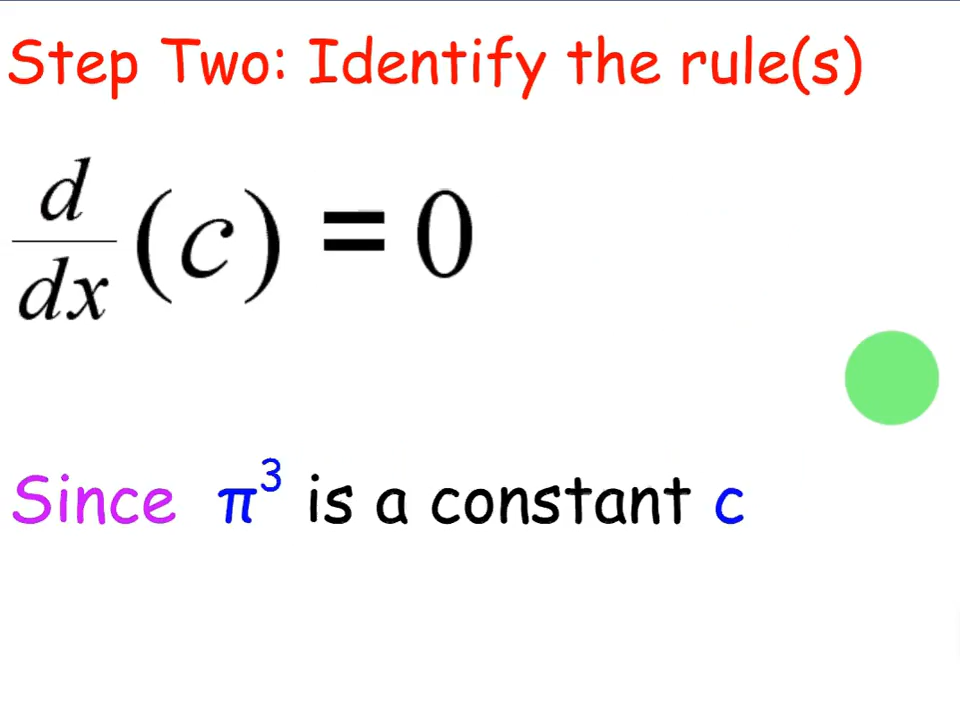 Step Two: Identify the rule(s)
d/dx (c) = 0
Since π³ is a constant c